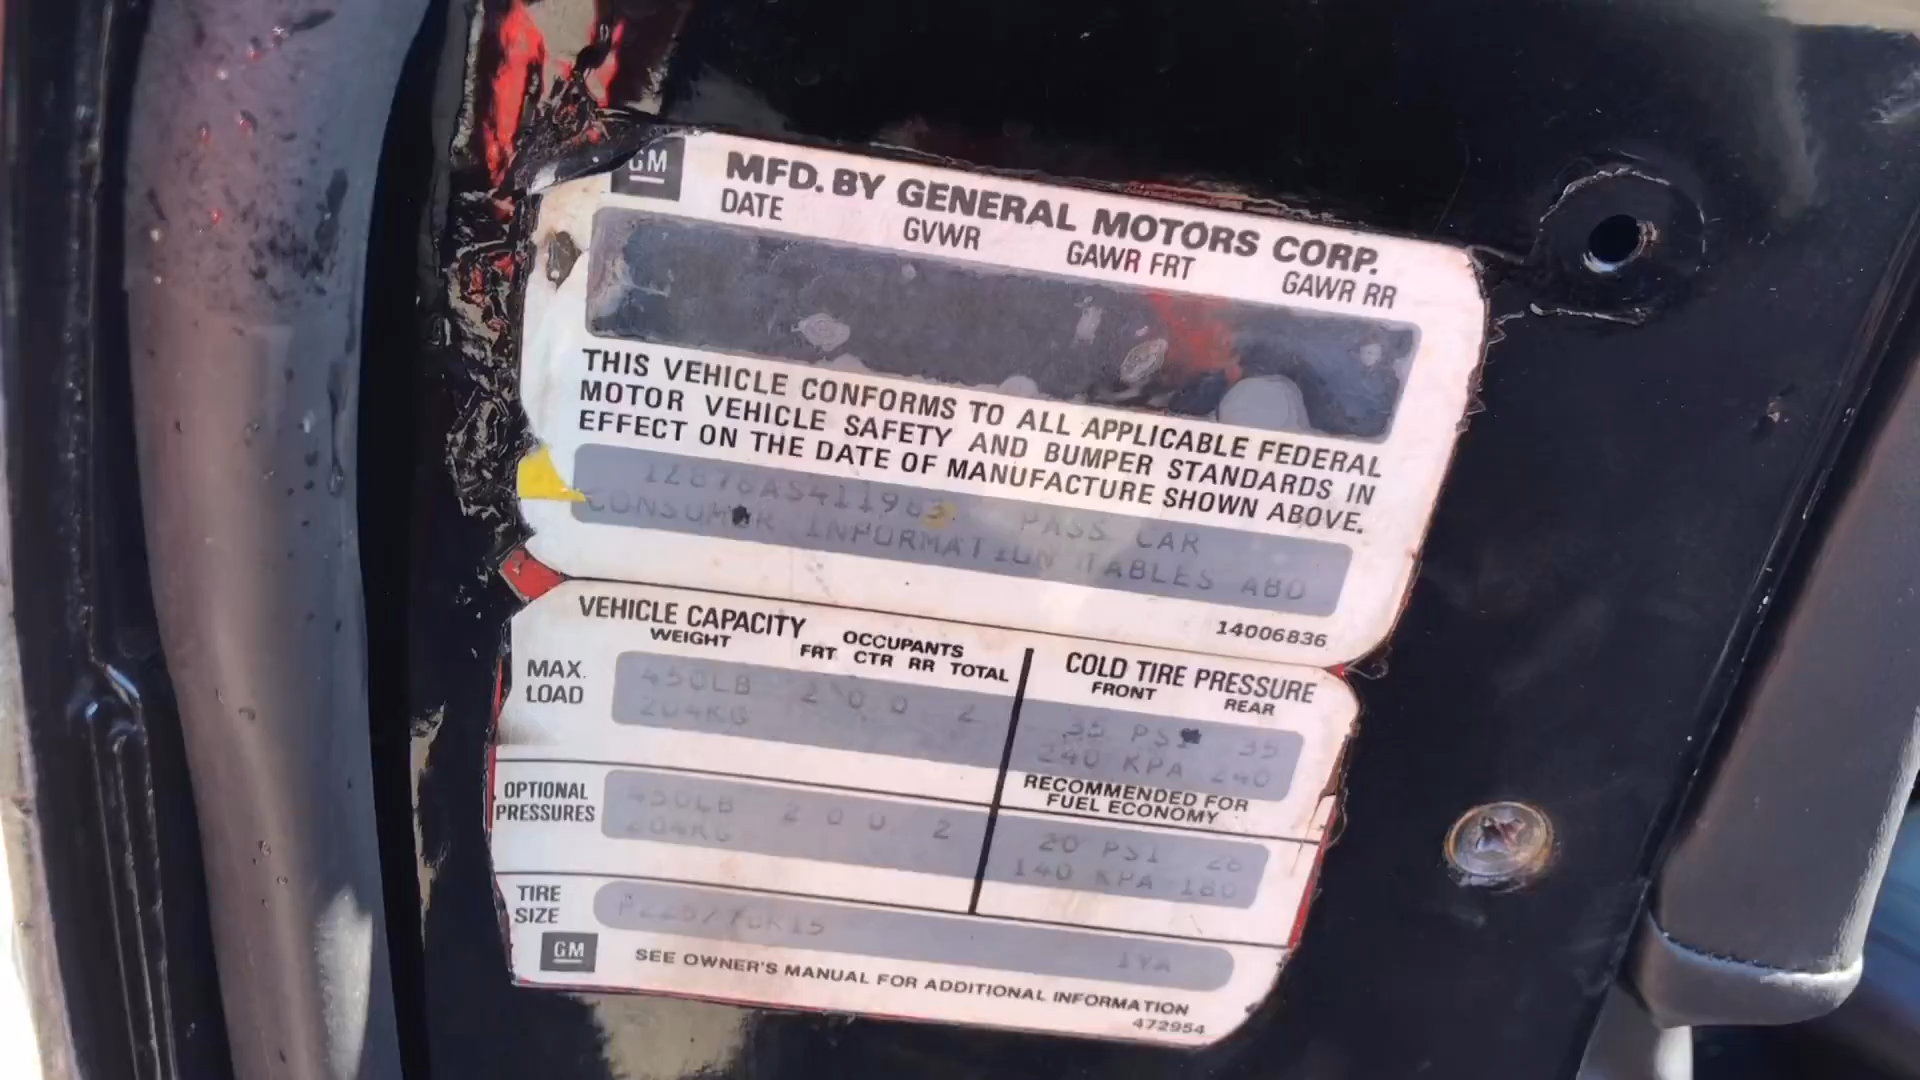 GM
MFD. BY GENERAL MOTORS CORP.
DATE GVWR GAWR FRT GAWR RR
THIS VEHICLE CONFORMS TO ALL APPLICABLE FEDERAL
MOTOR VEHICLE SAFETY AND BUMPER STANDARDS IN
EFFECT ON THE DATE OF MANUFACTURE SHOWN ABOVE.
PASS CAR
INFORMATION TABLES
14006836
VEHICLE CAPACITY
WEIGHT OCCUPANTS
FRT CTR RR TOTAL
COLD TIRE PRESSURE
FRONT REAR
MAX.
LOAD
450LB 2 0 0 2
204KG
35 PSI 35
240 KPA 240
RECOMMENDED FOR
FUEL ECONOMY
OPTIONAL
PRESSURES
450LB 2 0 0 2
204KG
20 PSI 26
140 KPA 180
TIRE
SIZE
GM
SEE OWNER'S MANUAL FOR ADDITIONAL INFORMATION
472954